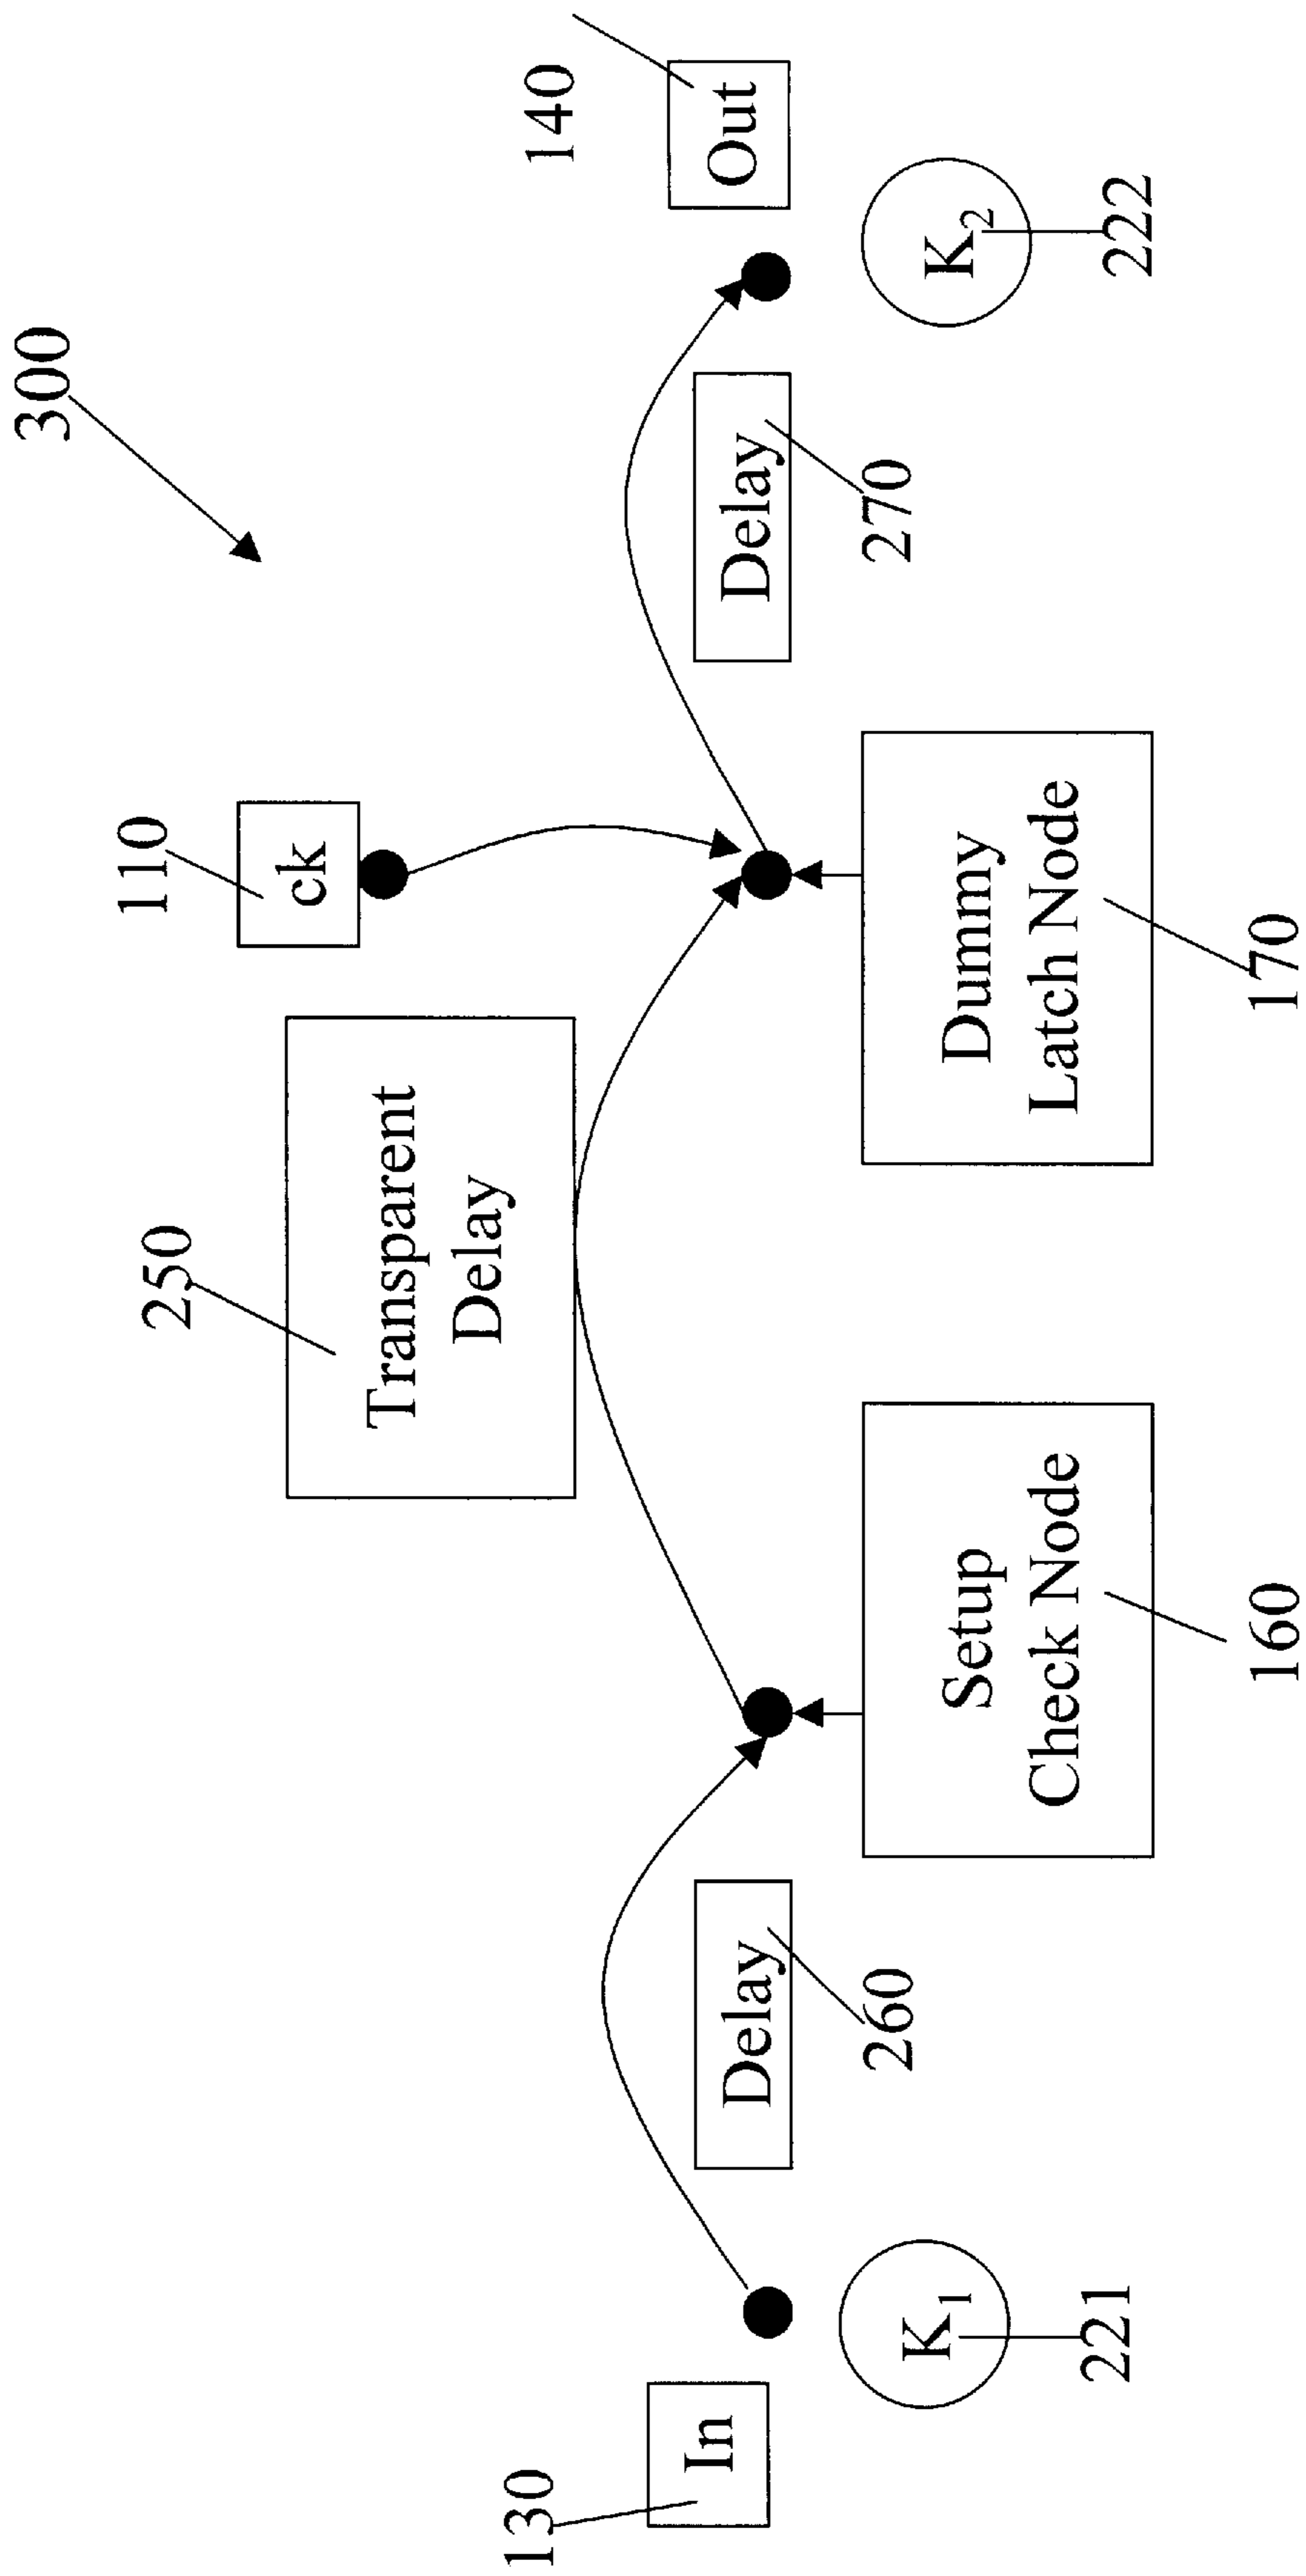 300
110
ck
140
Out
250
Transparent
Delay
130
In
Delay
260
Delay
270
K1
221
Setup
Check Node
160
Dummy
Latch Node
170
K2
222